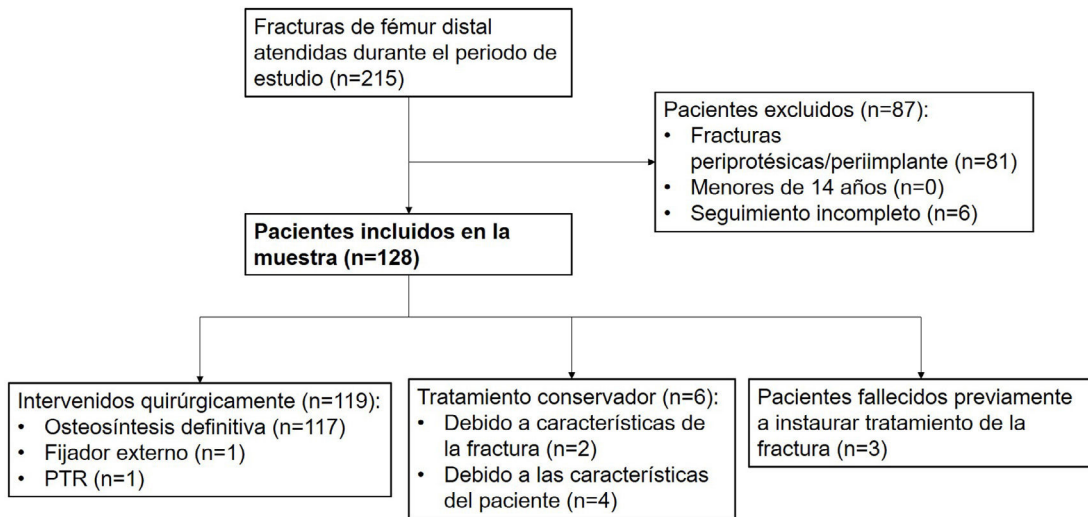 Fracturas de fémur distal
atendidas durante el periodo de
estudio (n=215)
Pacientes excluidos (n=87):
• Fracturas
periprotésicas/periimplante (n=81)
• Menores de 14 años (n=0)
• Seguimiento incompleto (n=6)
Pacientes incluidos en la
muestra (n=128)
Intervenidos quirúrgicamente (n=119):
• Osteosíntesis definitiva (n=117)
• Fijador externo (n=1)
• PTR (n=1)
Tratamiento conservador (n=6):
• Debido a características de
la fractura (n=2)
• Debido a las características
del paciente (n=4)
Pacientes fallecidos previamente
a instaurar tratamiento de la
fractura (n=3)